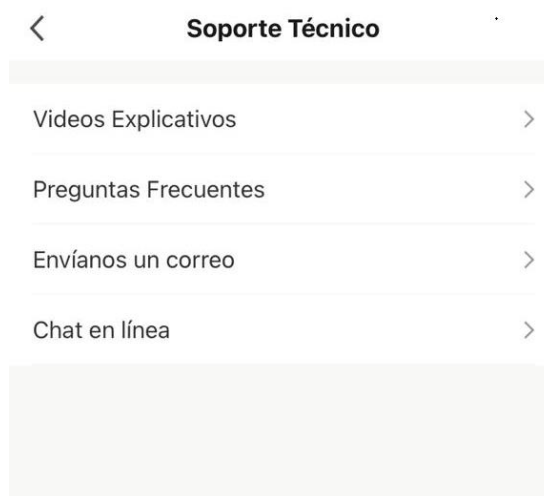 Soporte Técnico
Videos Explicativos
Preguntas Frecuentes
Envíanos un correo
Chat en línea